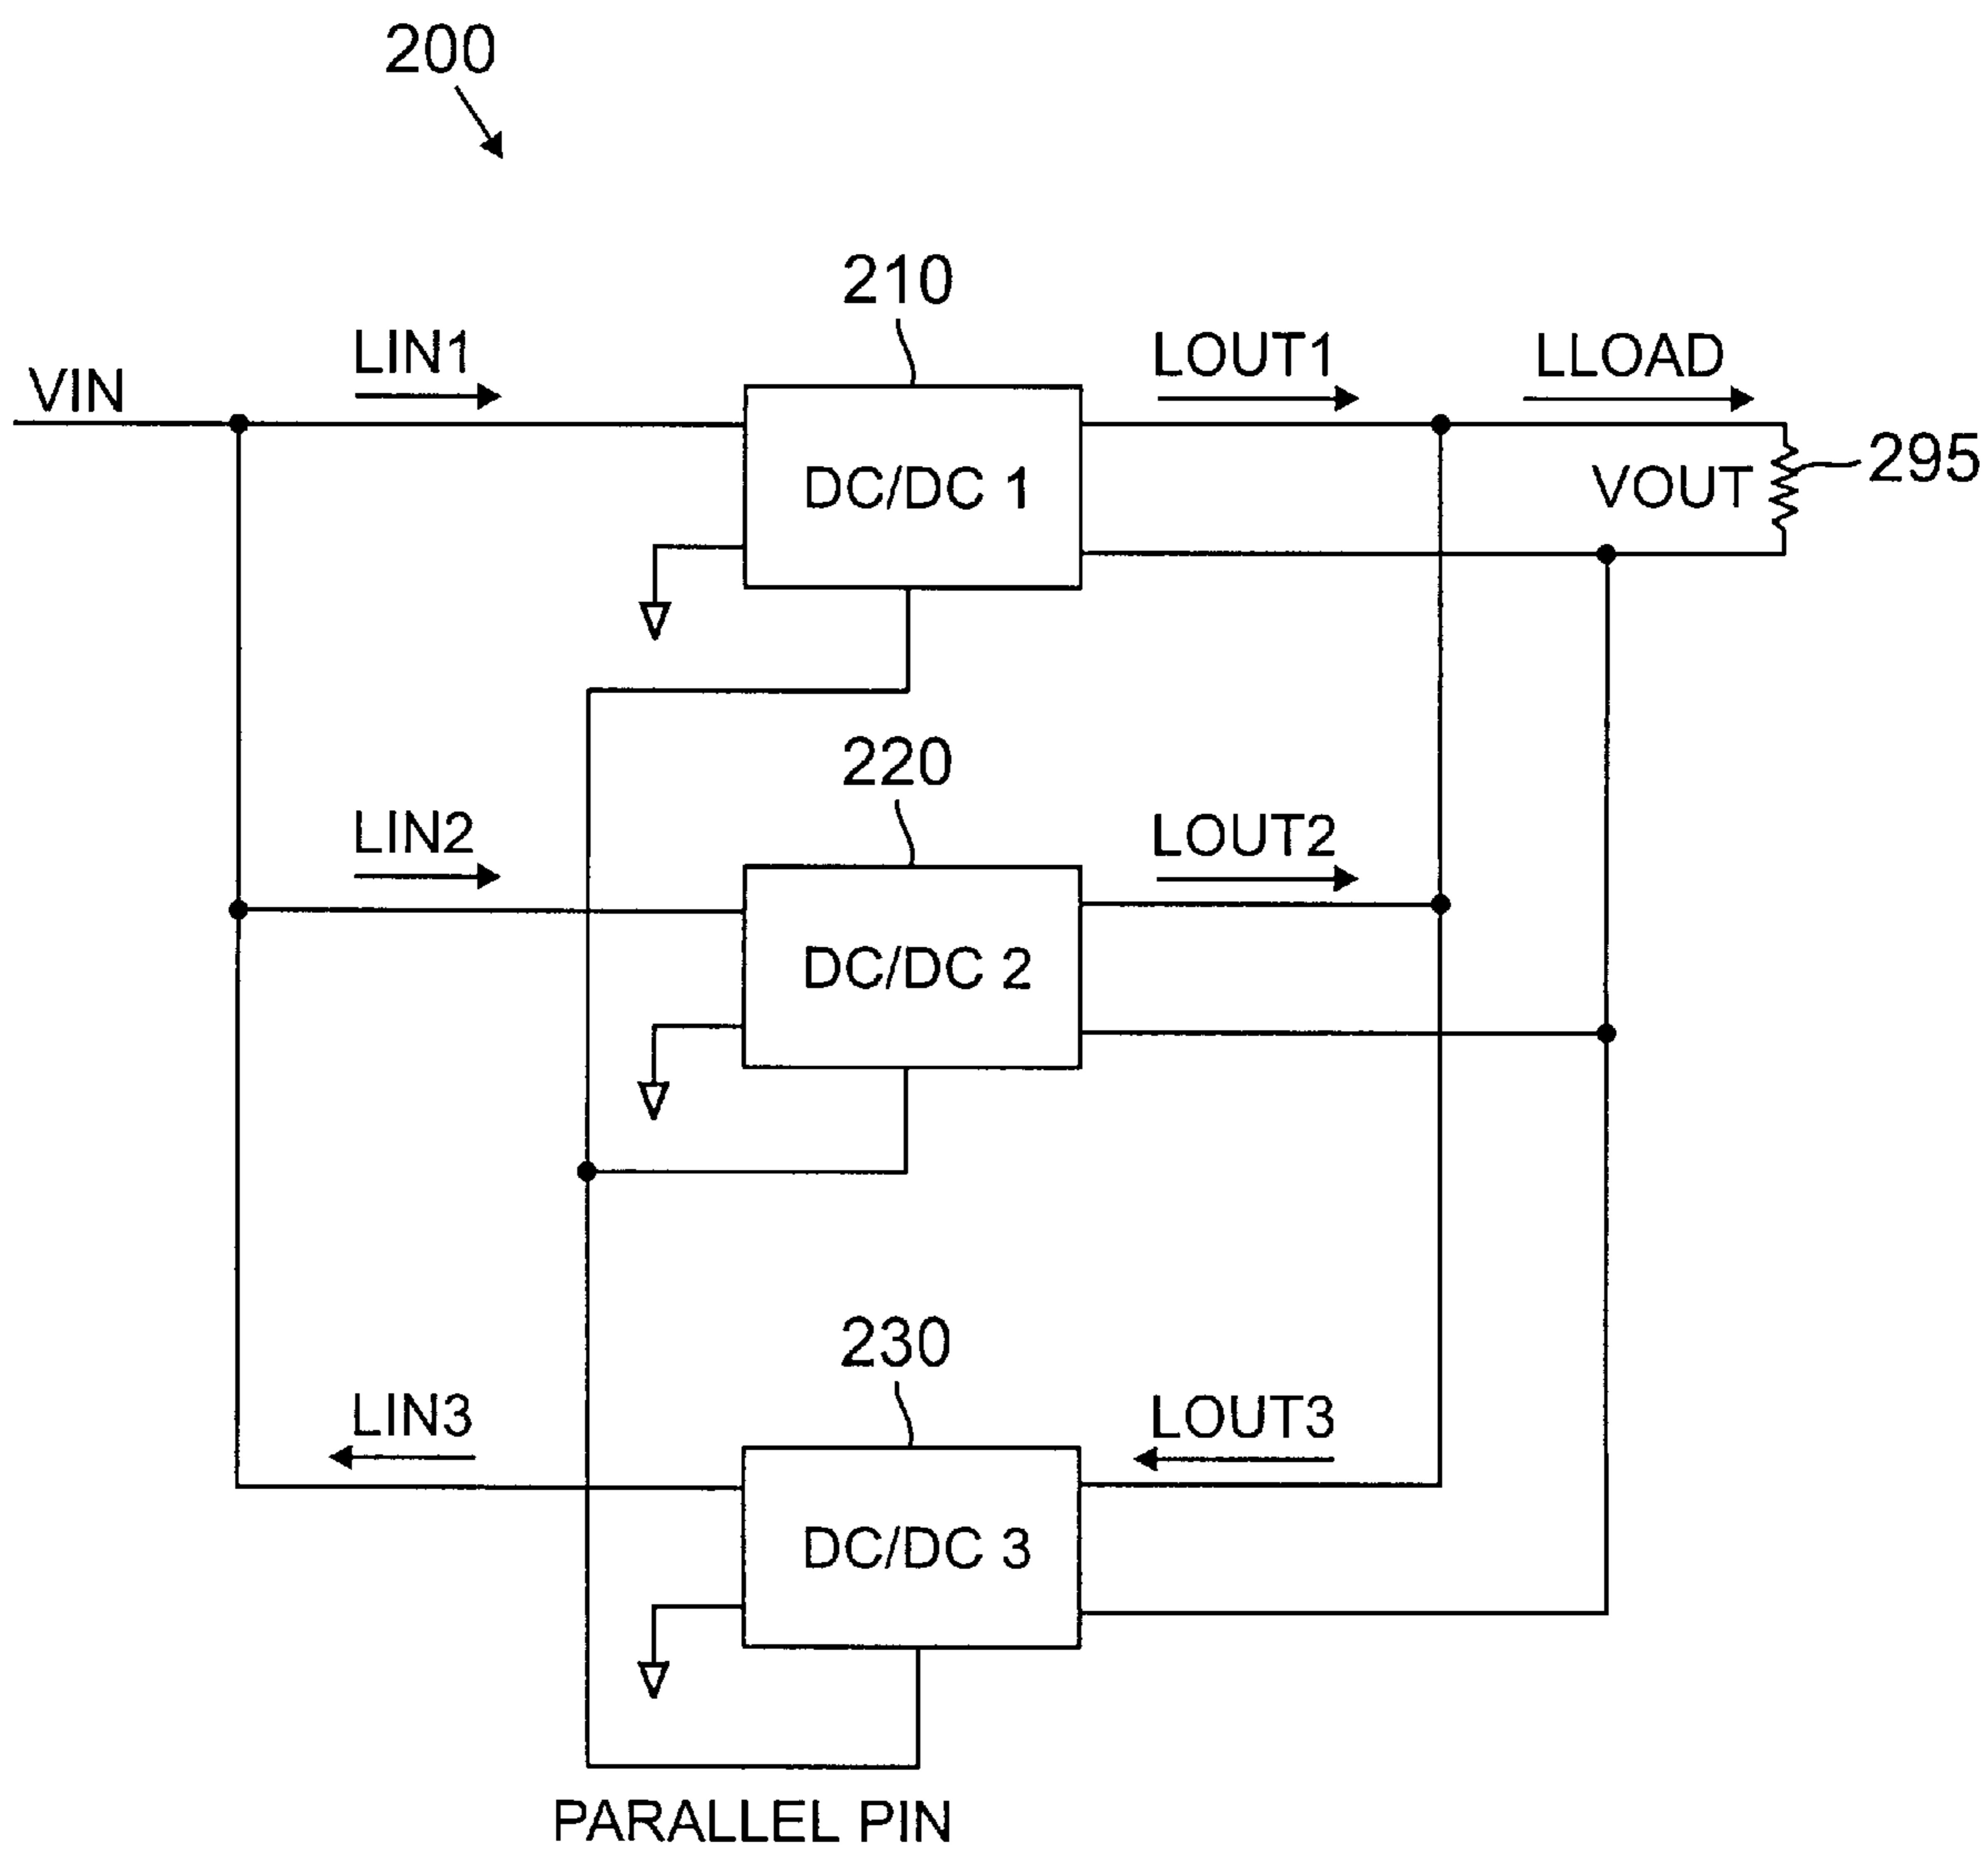 200
210
LIN1
LOUT1
LLOAD
VIN
DC/DC 1
VOUT
295
220
LIN2
LOUT2
DC/DC 2
230
LIN3
LOUT3
DC/DC 3
PARALLEL PIN